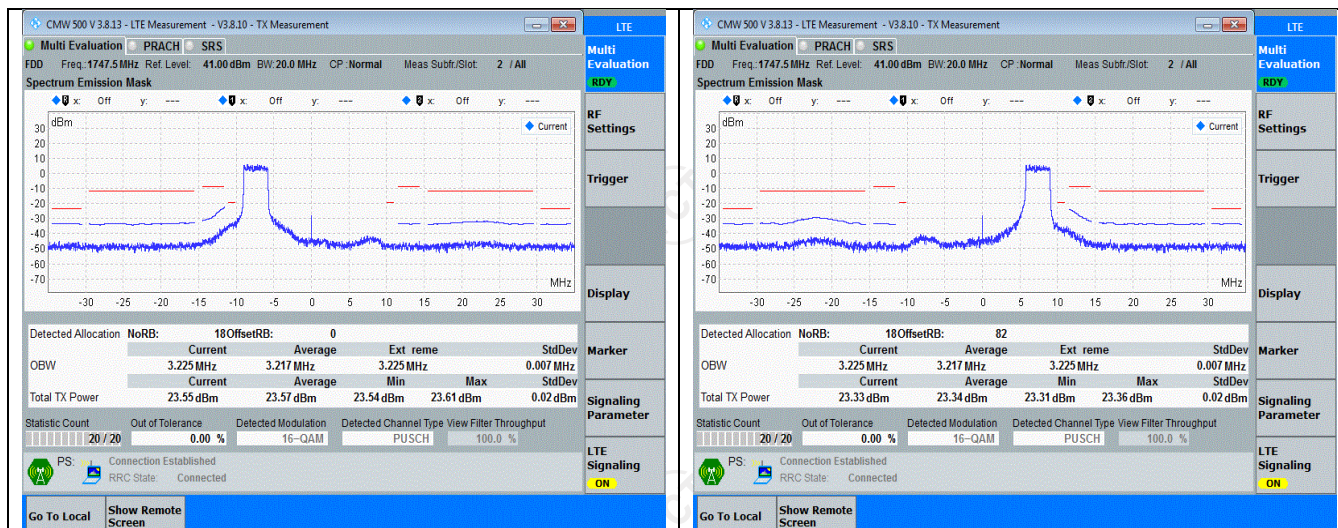 CMW 500 V 3.8.13 - LTE Measurement - V3.8.10 - TX Measurement
LTE
Multi Evaluation PRACH SRS
Multi Evaluation
RDY
FDD Freq.:1747.5 MHz Ref. Level: 41.00 dBm BW:20.0 MHz CP :Normal Meas Subfr./Slot: 2 / All
Spectrum Emission Mask
x: Off y: --- x: Off y: --- x: Off y: ---
dBm
Current
30
20
10
0
-10
-20
-30
-40
-50
-60
-70
MHz
-30 -25 -20 -15 -10 -5 0 5 10 15 20 25 30
RF Settings
Trigger
Display
Marker
Signaling Parameter
LTE Signaling
ON
Detected Allocation NoRB: 18OffsetRB: 0
Current Average Ext reme StdDev
OBW 3.225 MHz 3.217 MHz 3.225 MHz 0.007 MHz
Current Average Min Max StdDev
Total TX Power 23.55 dBm 23.57 dBm 23.54 dBm 23.61 dBm 0.02 dBm
Statistic Count Out of Tolerance Detected Modulation Detected Channel Type View Filter Throughput
20 / 20 0.00 % 16-QAM PUSCH 100.0 %
PS: Connection Established
RRC State: Connected
Go To Local Show Remote Screen
CMW 500 V 3.8.13 - LTE Measurement - V3.8.10 - TX Measurement
LTE
Multi Evaluation PRACH SRS
Multi Evaluation
RDY
FDD Freq.:1747.5 MHz Ref. Level: 41.00 dBm BW:20.0 MHz CP :Normal Meas Subfr./Slot: 2 / All
Spectrum Emission Mask
x: Off y: --- x: Off y: --- x: Off y: ---
dBm
Current
30
20
10
0
-10
-20
-30
-40
-50
-60
-70
MHz
-30 -25 -20 -15 -10 -5 0 5 10 15 20 25 30
RF Settings
Trigger
Display
Marker
Signaling Parameter
LTE Signaling
ON
Detected Allocation NoRB: 18OffsetRB: 82
Current Average Ext reme StdDev
OBW 3.225 MHz 3.217 MHz 3.225 MHz 0.007 MHz
Current Average Min Max StdDev
Total TX Power 23.33 dBm 23.34 dBm 23.31 dBm 23.36 dBm 0.02 dBm
Statistic Count Out of Tolerance Detected Modulation Detected Channel Type View Filter Throughput
20 / 20 0.00 % 16-QAM PUSCH 100.0 %
PS: Connection Established
RRC State: Connected
Go To Local Show Remote Screen